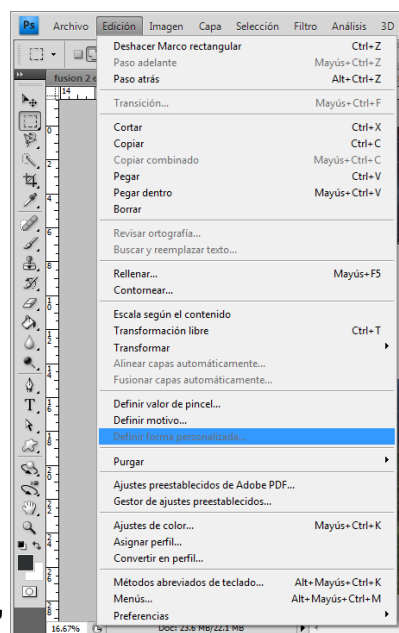 Ps Archivo Edición Imagen Capa Selección Filtro Análisis 3D
Deshacer Marco rectangular Ctrl+Z
Paso adelante Mayús+Ctrl+Z
Paso atrás Alt+Ctrl+Z
fusion 2 e
14
Transición... Mayús+Ctrl+F
Cortar Ctrl+X
Copiar Ctrl+C
Copiar combinado Mayús+Ctrl+C
Pegar Ctrl+V
Pegar dentro Mayús+Ctrl+V
Borrar
Revisar ortografía...
Buscar y reemplazar texto...
Rellenar... Mayús+F5
Contornear...
Escala según el contenido
Transformación libre Ctrl+T
Transformar
Alinear capas automáticamente...
Fusionar capas automáticamente...
Definir valor de pincel...
Definir motivo...
Definir forma personalizada...
Purgar
Ajustes preestablecidos de Adobe PDF...
Gestor de ajustes preestablecidos...
Ajustes de color... Mayús+Ctrl+K
Asignar perfil...
Convertir en perfil...
Métodos abreviados de teclado... Alt+Mayús+Ctrl+K
Menús... Alt+Mayús+Ctrl+M
Preferencias
16.67% Doc: 23.6 MB/22.1 MB